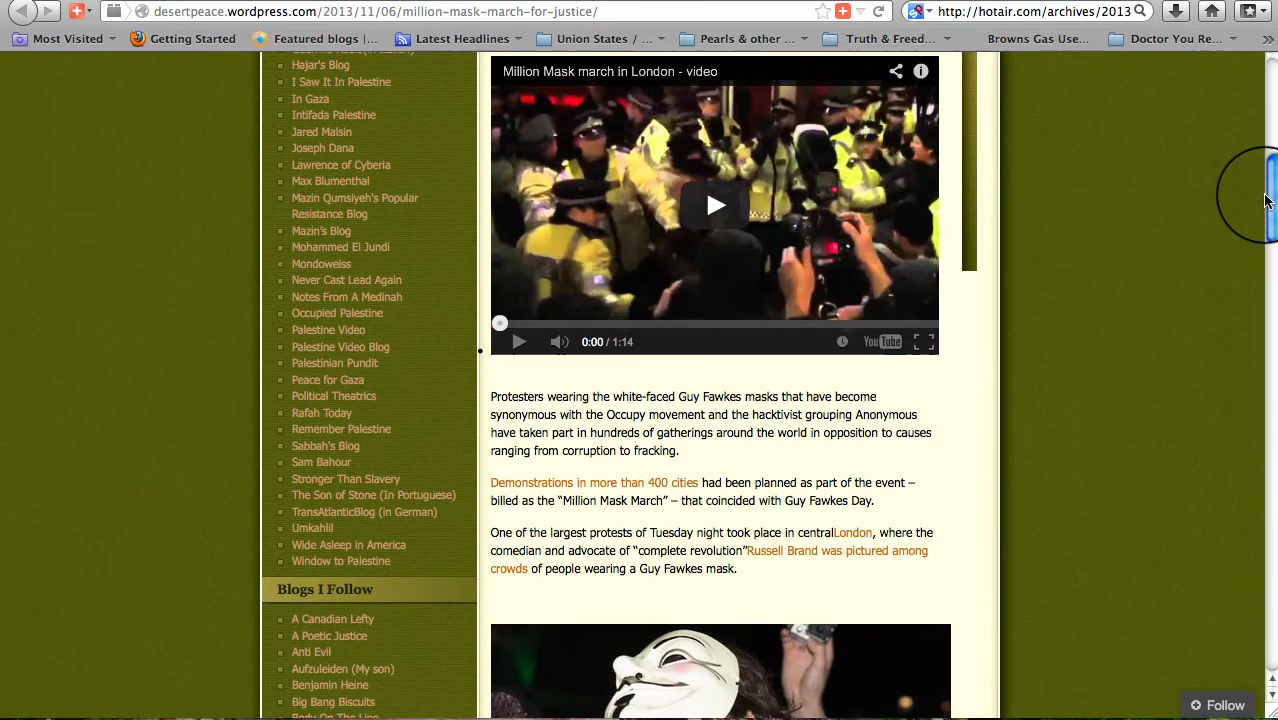 desertpeace.wordpress.com/2013/11/06/million-mask-march-for-justice/
http://hotair.com/archives/2013
Most Visited
Getting Started
Featured blogs |...
Latest Headlines
Union States / ...
Pearls & other ...
Truth & Freed...
Browns Gas Use...
Doctor You Re...
Hajar's Blog
I Saw It In Palestine
In Gaza
Intifada Palestine
Jared Malsin
Joseph Dana
Lawrence of Cyberia
Max Blumenthal
Mazin Qumsiyeh's Popular
Resistance Blog
Mazin's Blog
Mohammed El Jundi
Mondoweiss
Never Cast Lead Again
Notes From A Medinah
Occupied Palestine
Palestine Video
Palestine Video Blog
Palestinian Pundit
Peace for Gaza
Political Theatrics
Rafah Today
Remember Palestine
Sabbah's Blog
Sam Bahour
Stronger Than Slavery
The Son of Stone (In Portuguese)
TransAtlanticBlog (in German)
Umkahlil
Wide Asleep in America
Window to Palestine
Blogs I Follow
A Canadian Lefty
A Poetic Justice
Anti Evil
Aufzuleiden (My son)
Benjamin Heine
Big Bang Biscuits
Body On The Line
Million Mask march in London - video
0:00 / 1:14
YouTube
Protesters wearing the white-faced Guy Fawkes masks that have become
synonymous with the Occupy movement and the hacktivist grouping Anonymous
have taken part in hundreds of gatherings around the world in opposition to causes
ranging from corruption to fracking.
Demonstrations in more than 400 cities had been planned as part of the event –
billed as the “Million Mask March” – that coincided with Guy Fawkes Day.
One of the largest protests of Tuesday night took place in centralLondon, where the
comedian and advocate of “complete revolution”Russell Brand was pictured among
crowds of people wearing a Guy Fawkes mask.
Follow